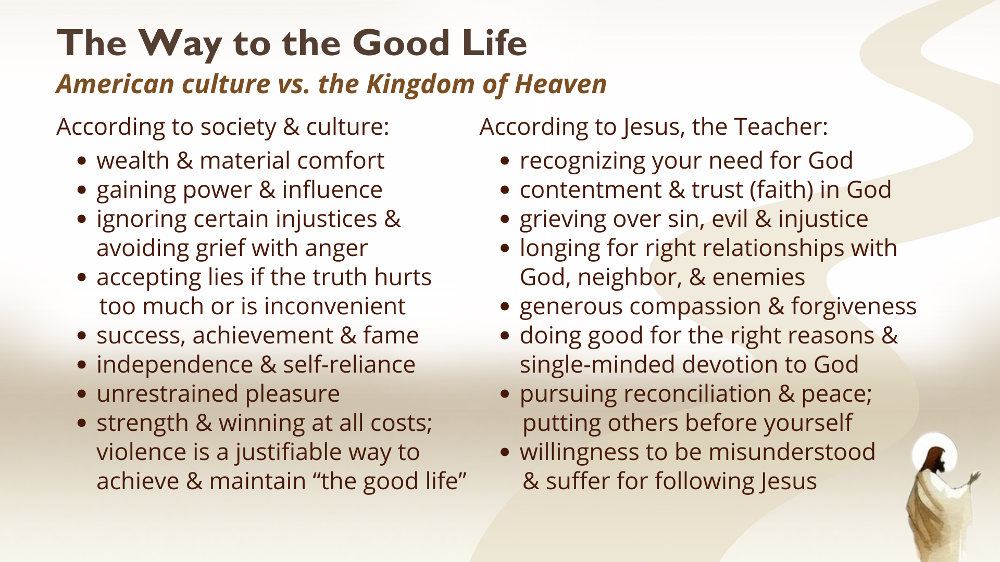 The Way to the Good Life
American culture vs. the Kingdom of Heaven
According to society & culture:
• wealth & material comfort
• gaining power & influence
• ignoring certain injustices &
avoiding grief with anger
• accepting lies if the truth hurts
too much or is inconvenient
• success, achievement & fame
• independence & self-reliance
• unrestrained pleasure
• strength & winning at all costs;
violence is a justifiable way to
achieve & maintain “the good life”
According to Jesus, the Teacher:
• recognizing your need for God
• contentment & trust (faith) in God
• grieving over sin, evil & injustice
• longing for right relationships with
God, neighbor, & enemies
• generous compassion & forgiveness
• doing good for the right reasons &
single-minded devotion to God
• pursuing reconciliation & peace;
putting others before yourself
• willingness to be misunderstood
& suffer for following Jesus